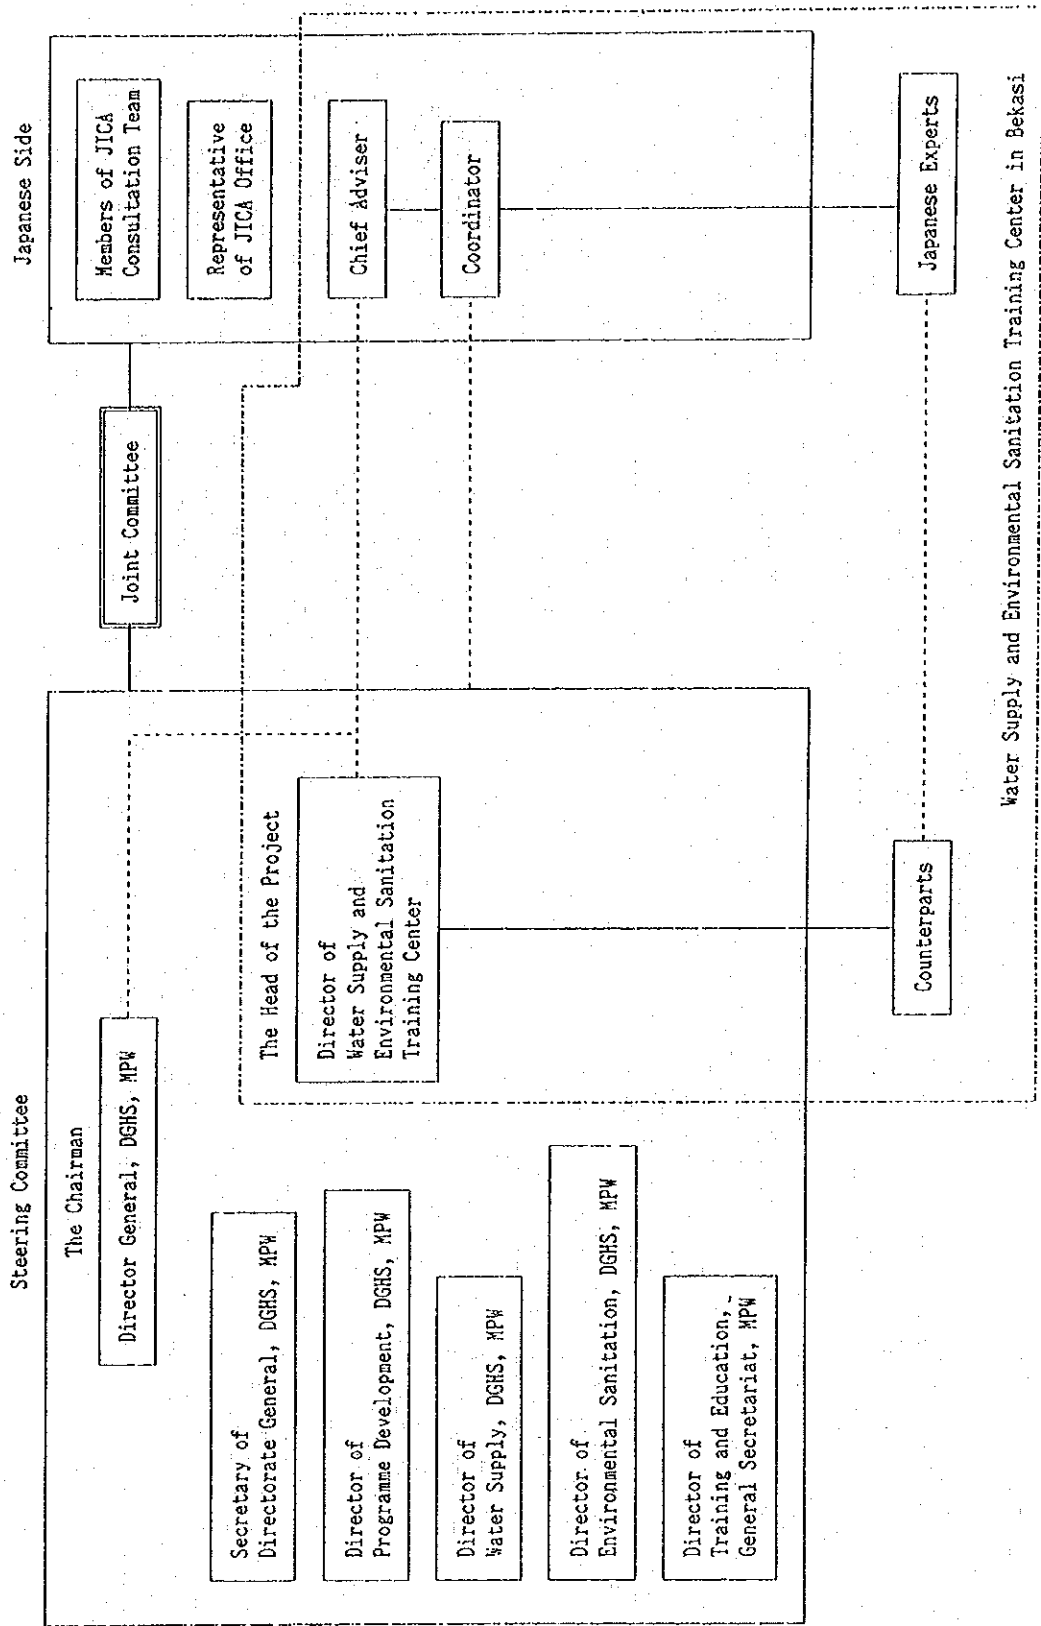 Steering Committee
The Chairman
Director General, DGHS, MPW
Secretary of
Directorate General, DGHS, MPW
Director of
Programme Development, DGHS, MPW
Director of
Water Supply, DGHS, MPW
Director of
Environmental Sanitation, DGHS, MPW
Director of
Training and Education,
General Secretariat, MPW
The Head of the Project
Director of
Water Supply and
Environmental Sanitation
Training Center
Counterparts
Joint Committee
Japanese Side
Members of JICA
Consultation Team
Representative
of JICA Office
Chief Adviser
Coordinator
Japanese Experts
Water Supply and Environmental Sanitation Training Center in Bekasi